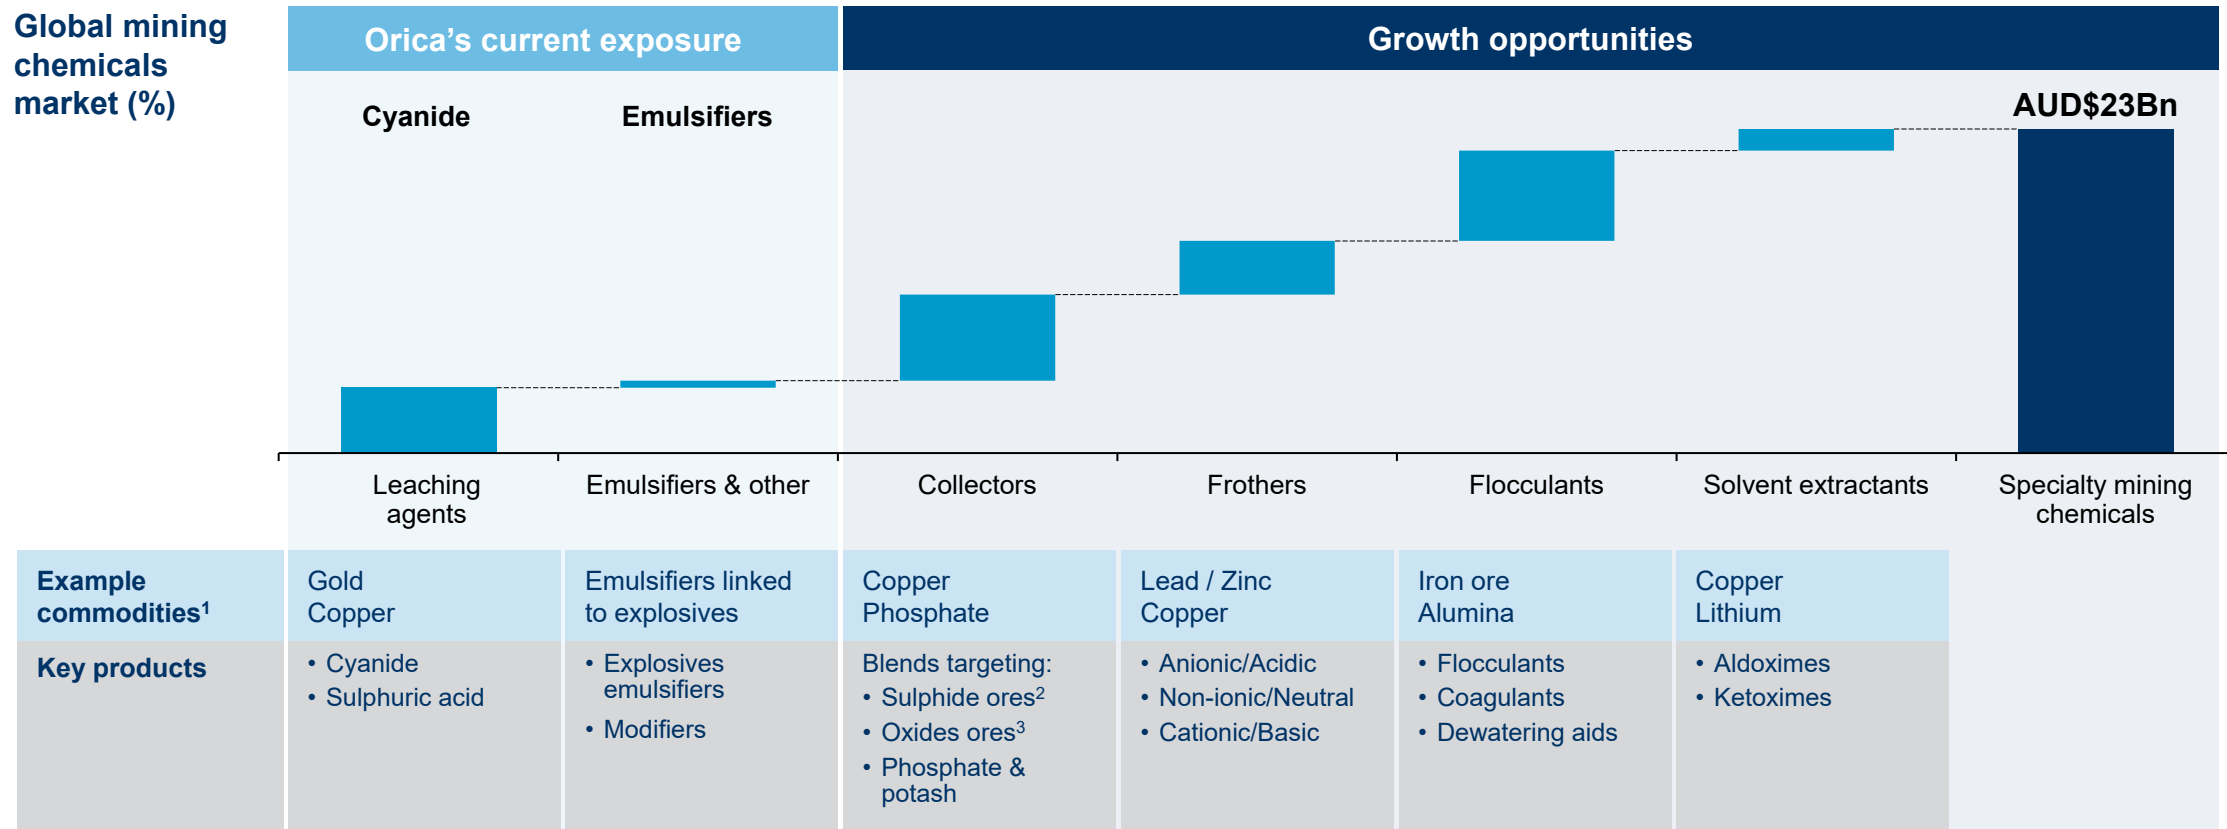 Global mining
chemicals
market (%)
Orica’s current exposure
Growth opportunities
Cyanide
Emulsifiers
AUD$23Bn
Leaching
agents
Emulsifiers & other
Collectors
Frothers
Flocculants
Solvent extractants
Specialty mining
chemicals
Example
commodities¹
Gold
Copper
Emulsifiers linked
to explosives
Copper
Phosphate
Lead / Zinc
Copper
Iron ore
Alumina
Copper
Lithium
Key products
• Cyanide
• Sulphuric acid
• Explosives
emulsifiers
• Modifiers
Blends targeting:
• Sulphide ores²
• Oxides ores³
• Phosphate &
potash
• Anionic/Acidic
• Non-ionic/Neutral
• Cationic/Basic
• Flocculants
• Coagulants
• Dewatering aids
• Aldoximes
• Ketoximes